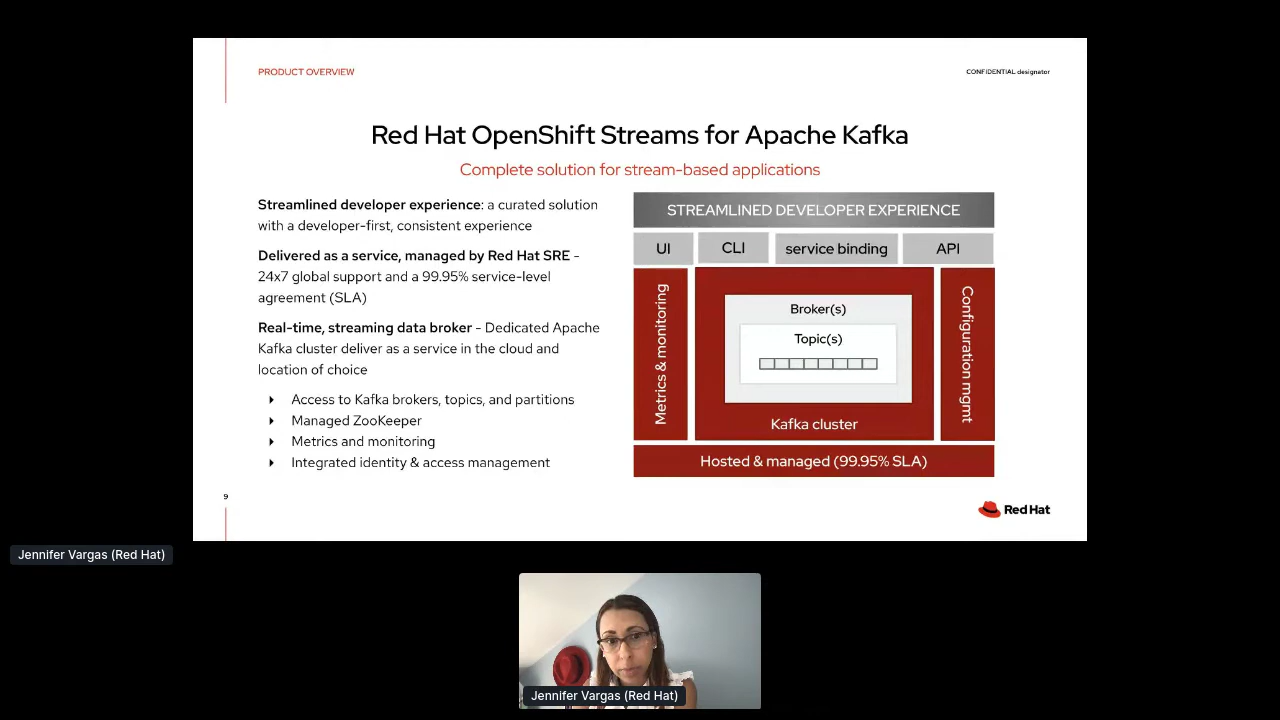 PRODUCT OVERVIEW
CONFIDENTIAL designator
Red Hat OpenShift Streams for Apache Kafka
Complete solution for stream-based applications
Streamlined developer experience: a curated solution
with a developer-first, consistent experience
Delivered as a service, managed by Red Hat SRE -
24x7 global support and a 99.95% service-level
agreement (SLA)
Real-time, streaming data broker - Dedicated Apache
Kafka cluster deliver as a service in the cloud and
location of choice
Access to Kafka brokers, topics, and partitions
Managed ZooKeeper
Metrics and monitoring
Integrated identity & access management
STREAMLINED DEVELOPER EXPERIENCE
UI
CLI
service binding
API
Metrics & monitoring
Broker(s)
Topic(s)
Kafka cluster
Configuration mgmt
Hosted & managed (99.95% SLA)
9
Red Hat
Jennifer Vargas (Red Hat)
Jennifer Vargas (Red Hat)